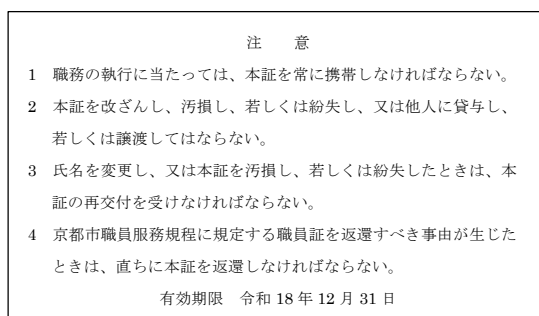 注　意
1　職務の執行に当たっては、本証を常に携帯しなければならない。
2　本証を改ざんし、汚損し、若しくは紛失し、又は他人に貸与し、
若しくは譲渡してはならない。
3　氏名を変更し、又は本証を汚損し、若しくは紛失したときは、本
証の再交付を受けなければならない。
4　京都市職員服務規程に規定する職員証を返還すべき事由が生じた
ときは、直ちに本証を返還しなければならない。
有効期限　令和 18 年 12 月 31 日